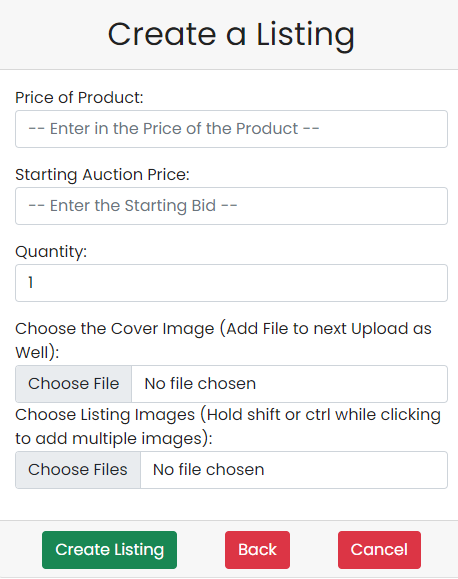 Create a Listing
Price of Product:
-- Enter in the Price of the Product --
Starting Auction Price:
-- Enter the Starting Bid --
Quantity:
1
Choose the Cover Image (Add File to next Upload as
Well):
Choose File No file chosen
Choose Listing Images (Hold shift or ctrl while clicking
to add multiple images):
Choose Files No file chosen
Create Listing Back Cancel